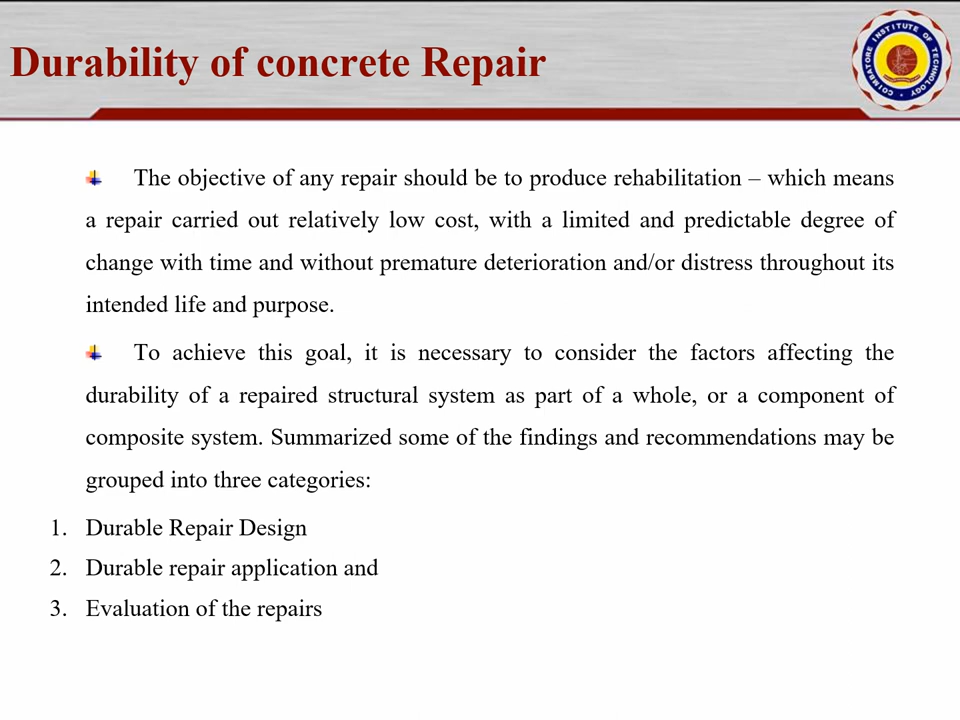 Durability of concrete Repair
COIMBATORE INSTITUTE OF TECHNOLOGY
The objective of any repair should be to produce rehabilitation – which means
a repair carried out relatively low cost, with a limited and predictable degree of
change with time and without premature deterioration and/or distress throughout its
intended life and purpose.
To achieve this goal, it is necessary to consider the factors affecting the
durability of a repaired structural system as part of a whole, or a component of
composite system. Summarized some of the findings and recommendations may be
grouped into three categories:
1. Durable Repair Design
2. Durable repair application and
3. Evaluation of the repairs